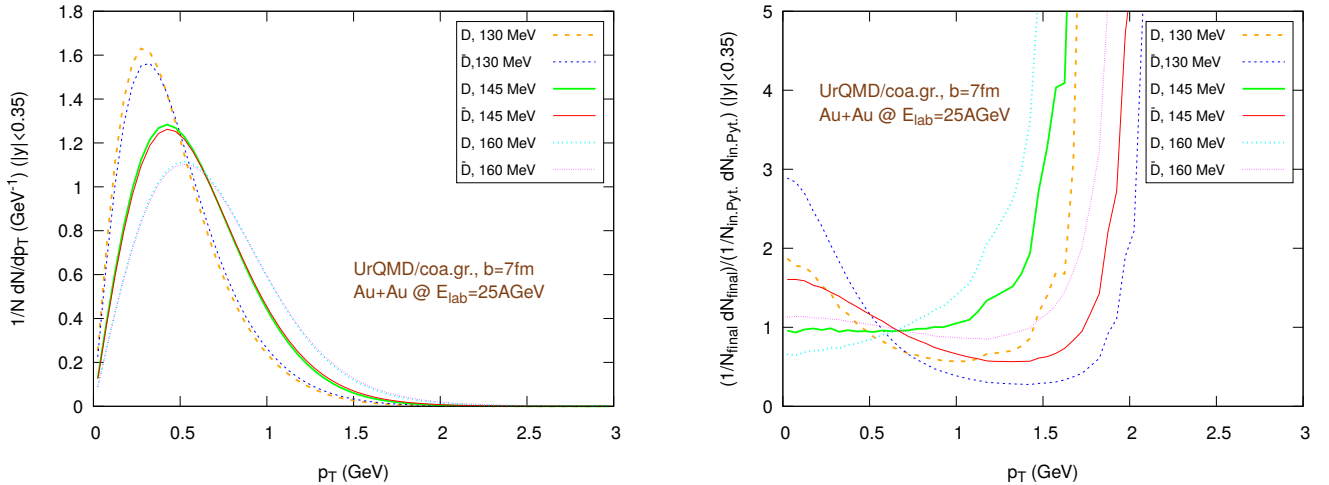 1/N dN/dp_T (GeV^-1) (|y|<0.35)
1.8
1.6
1.4
1.2
1
0.8
0.6
0.4
0.2
0
D, 130 MeV
D̄,130 MeV
D, 145 MeV
D̄, 145 MeV
D, 160 MeV
D̄, 160 MeV
UrQMD/coa.gr., b=7fm
Au+Au @ E_lab=25AGeV
0 0.5 1 1.5 2 2.5 3
p_T (GeV)
(1/N_final dN_final)/(1/N_in.Pyt. dN_in.Pyt.) (|y|<0.35)
5
4
3
2
1
0
UrQMD/coa.gr., b=7fm
Au+Au @ E_lab=25AGeV
D, 130 MeV
D̄,130 MeV
D, 145 MeV
D̄, 145 MeV
D, 160 MeV
D̄, 160 MeV
0 0.5 1 1.5 2 2.5 3
p_T (GeV)